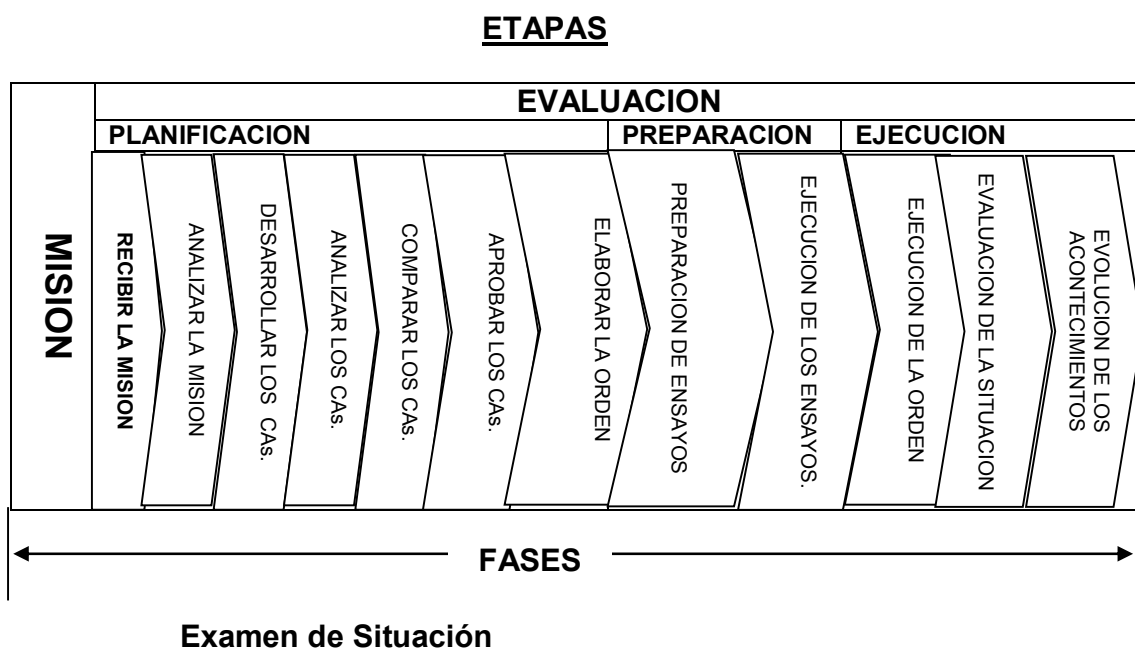 ETAPAS
EVALUACION
PLANIFICACION
PREPARACION
EJECUCION
MISION
RECIBIR LA MISION
ANALIZAR LA MISION
DESARROLLAR LOS CAs.
ANALIZAR LOS CAs.
COMPARAR LOS CAs.
APROBAR LOS CAs.
ELABORAR LA ORDEN
PREPARACION DE ENSAYOS
EJECUCION DE LOS ENSAYOS.
EJECUCION DE LA ORDEN
EVALUACION DE LA SITUACION
EVOLUCION DE LOS
ACONTECIMIENTOS
FASES
Examen de Situación